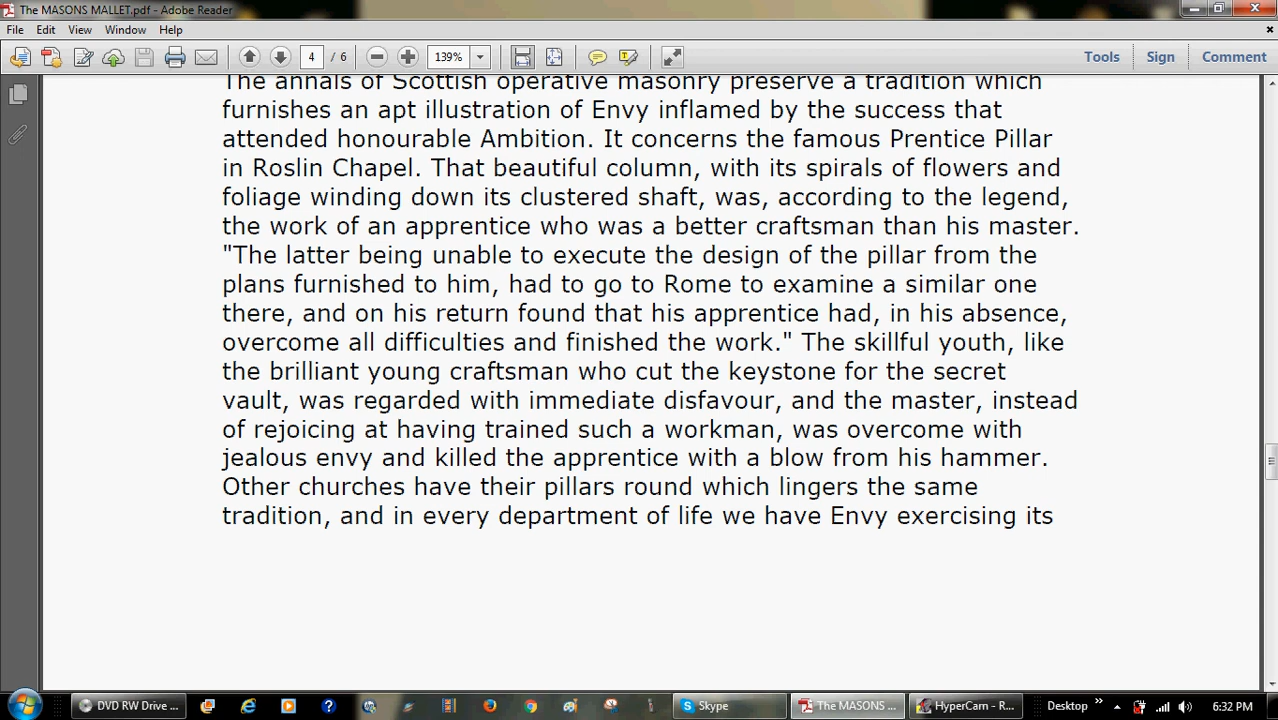 The MASONS MALLET.pdf - Adobe Reader
File Edit View Window Help
4 / 6 139% Tools Sign Comment
The annals of Scottish operative masonry preserve a tradition which
furnishes an apt illustration of Envy inflamed by the success that
attended honourable Ambition. It concerns the famous Prentice Pillar
in Roslin Chapel. That beautiful column, with its spirals of flowers and
foliage winding down its clustered shaft, was, according to the legend,
the work of an apprentice who was a better craftsman than his master.
"The latter being unable to execute the design of the pillar from the
plans furnished to him, had to go to Rome to examine a similar one
there, and on his return found that his apprentice had, in his absence,
overcome all difficulties and finished the work." The skillful youth, like
the brilliant young craftsman who cut the keystone for the secret
vault, was regarded with immediate disfavour, and the master, instead
of rejoicing at having trained such a workman, was overcome with
jealous envy and killed the apprentice with a blow from his hammer.
Other churches have their pillars round which lingers the same
tradition, and in every department of life we have Envy exercising its
DVD RW Drive ... Skype The MASONS ... HyperCam - R... Desktop » 6:32 PM